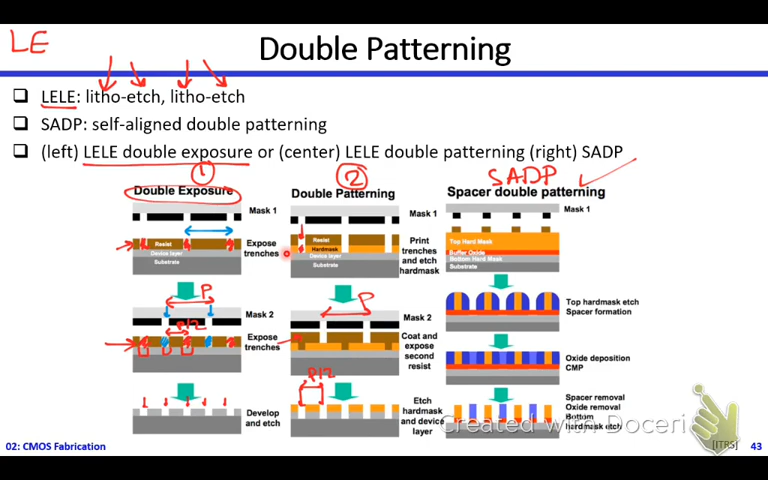 LE
Double Patterning
LELE: litho-etch, litho-etch
SADP: self-aligned double patterning
(left) LELE double exposure or (center) LELE double patterning (right) SADP
1
2
SADP
Double Exposure
Mask 1
Resist
Device layer
Substrate
Expose trenches
P
P/2
Mask 2
Expose trenches
Develop and etch
Double Patterning
Mask 1
Resist
Hardmask
Device layer
Substrate
Print trenches and etch hardmask
P
Mask 2
Coat and expose second resist
P/2
Etch hardmask and device layer
Spacer double patterning
Mask 1
Top Hard Mask
Buffer Oxide
Bottom Hard Mask
Substrate
Top hardmask etch
Spacer formation
Oxide deposition
CMP
Spacer removal
Oxide removal
Bottom hardmask etch
Created with Doceri
[ITRS]
02: CMOS Fabrication
43